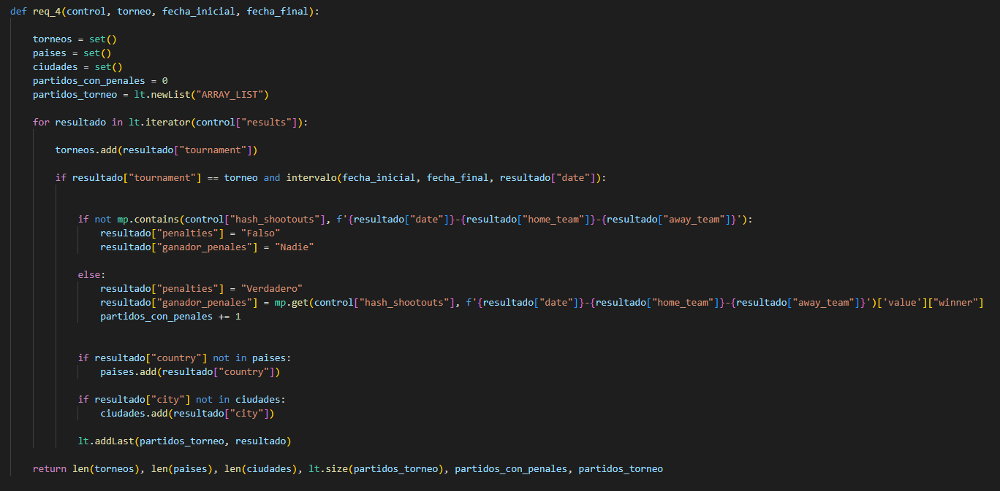 def req_4(control, torneo, fecha_inicial, fecha_final):
torneos = set()
paises = set()
ciudades = set()
partidos_con_penales = 0
partidos_torneo = lt.newList("ARRAY_LIST")
for resultado in lt.iterator(control["results"]):
torneos.add(resultado["tournament"])
if resultado["tournament"] == torneo and intervalo(fecha_inicial, fecha_final, resultado["date"]):
if not mp.contains(control["hash_shootouts"], f'{resultado["date"]}-{resultado["home_team"]}-{resultado["away_team"]}'):
resultado["penalties"] = "Falso"
resultado["ganador_penales"] = "Nadie"
else:
resultado["penalties"] = "Verdadero"
resultado["ganador_penales"] = mp.get(control["hash_shootouts"], f'{resultado["date"]}-{resultado["home_team"]}-{resultado["away_team"]}')['value']["winner"]
partidos_con_penales += 1
if resultado["country"] not in paises:
paises.add(resultado["country"])
if resultado["city"] not in ciudades:
ciudades.add(resultado["city"])
lt.addLast(partidos_torneo, resultado)
return len(torneos), len(paises), len(ciudades), lt.size(partidos_torneo), partidos_con_penales, partidos_torneo